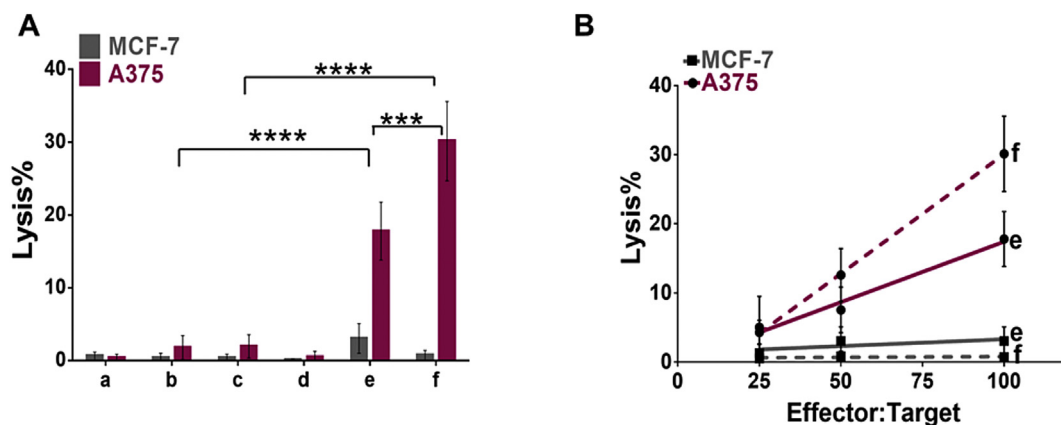 A
MCF-7
A375
Lysis%
40
30
20
10
0
****
****
***
a b c d e f
B
MCF-7
A375
Lysis%
40
30
20
10
0
f
e
e
f
0 25 50 75 100
Effector:Target